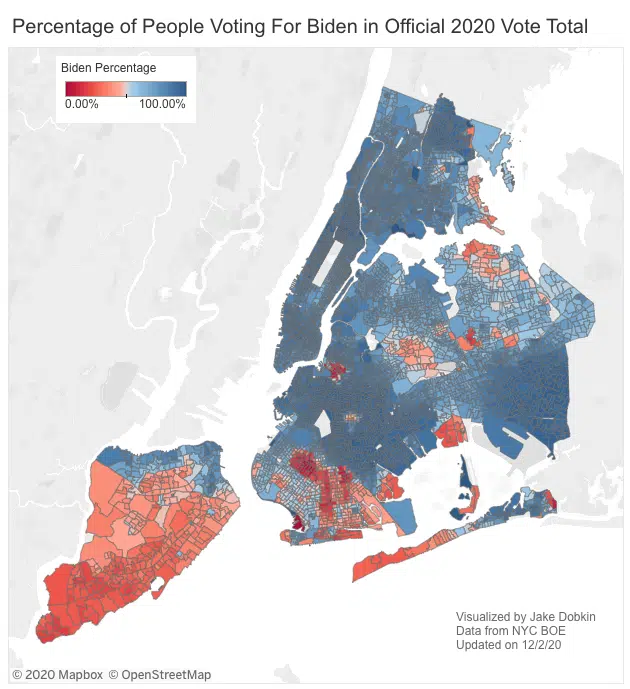 Percentage of People Voting For Biden in Official 2020 Vote Total
Biden Percentage
0.00% 100.00%
Visualized by Jake Dobkin
Data from NYC BOE
Updated on 12/2/20
© 2020 Mapbox © OpenStreetMap